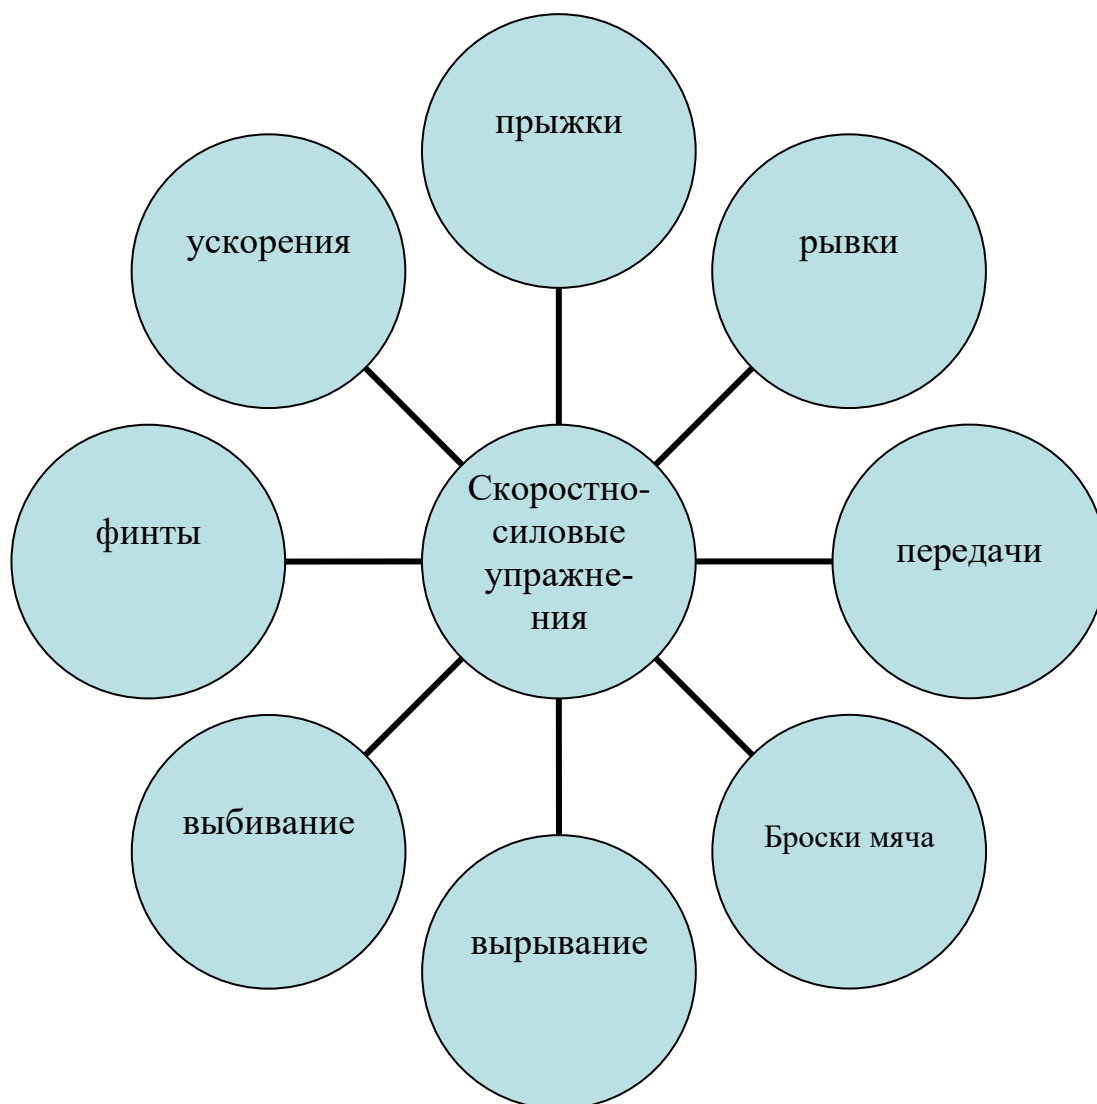 прыжки
ускорения
рывки
финты
Скоростно-
силовые
упражне-
ния
передачи
выбивание
Броски мяча
вырывание